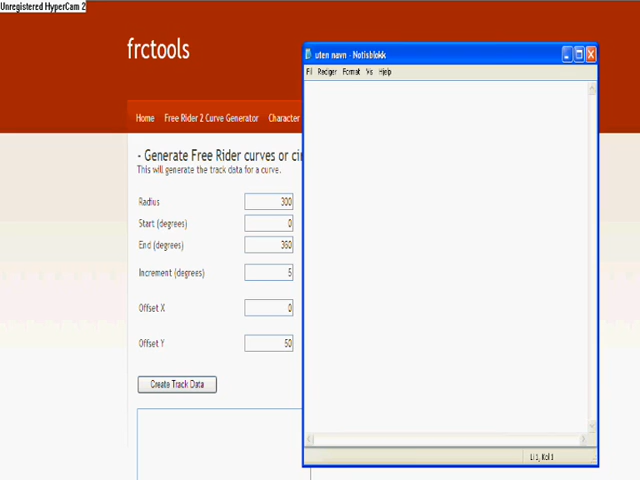 Unregistered HyperCam 2
frctools
Home Free Rider 2 Curve Generator Character
- Generate Free Rider curves or cir
This will generate the track data for a curve.
Radius 300
Start (degrees) 0
End (degrees) 360
Increment (degrees) 5
Offset X 0
Offset Y 50
Create Track Data
uten navn - Notisblokk
Fil Rediger Format Vis Hjelp
Li 1, Kol 1